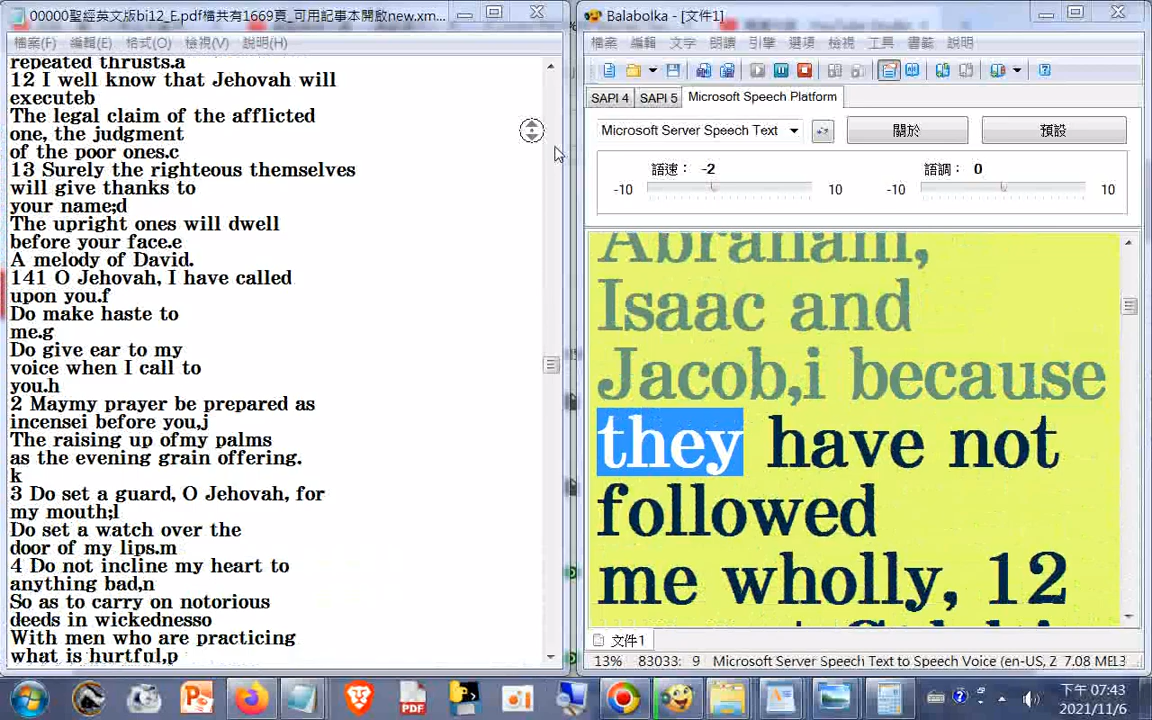 00000聖經英文版bi12_E.pdf檔共有1669頁_可用記事本開啟new.xm...
檔案(F) 編輯(E) 格式(O) 檢視(V) 說明(H)
repeated thrusts.a
12 I well know that Jehovah will
executeb
The legal claim of the afflicted
one, the judgment
of the poor ones.c
13 Surely the righteous themselves
will give thanks to
your name;d
The upright ones will dwell
before your face.e
A melody of David.
141 O Jehovah, I have called
upon you.f
Do make haste to
me.g
Do give ear to my
voice when I call to
you.h
2 Maymy prayer be prepared as
incensei before you,j
The raising up ofmy palms
as the evening grain offering.
k
3 Do set a guard, O Jehovah, for
my mouth;l
Do set a watch over the
door of my lips.m
4 Do not incline my heart to
anything bad,n
So as to carry on notorious
deeds in wickednesso
With men who are practicing
what is hurtful,p
Balabolka - [文件1]
檔案 編輯 文字 朗讀 引擎 選項 檢視 工具 書籤 說明
SAPI 4 SAPI 5 Microsoft Speech Platform
Microsoft Server Speech Text 關於 預設
語速： -2 語調： 0
-10 10 -10 10
Abraham,
Isaac and
Jacob,i because
they have not
followed
me wholly, 12
文件1
13% 83033: 9 Microsoft Server Speech Text to Speech Voice (en-US, Z 7.08 ME13
下午 07:43
2021/11/6